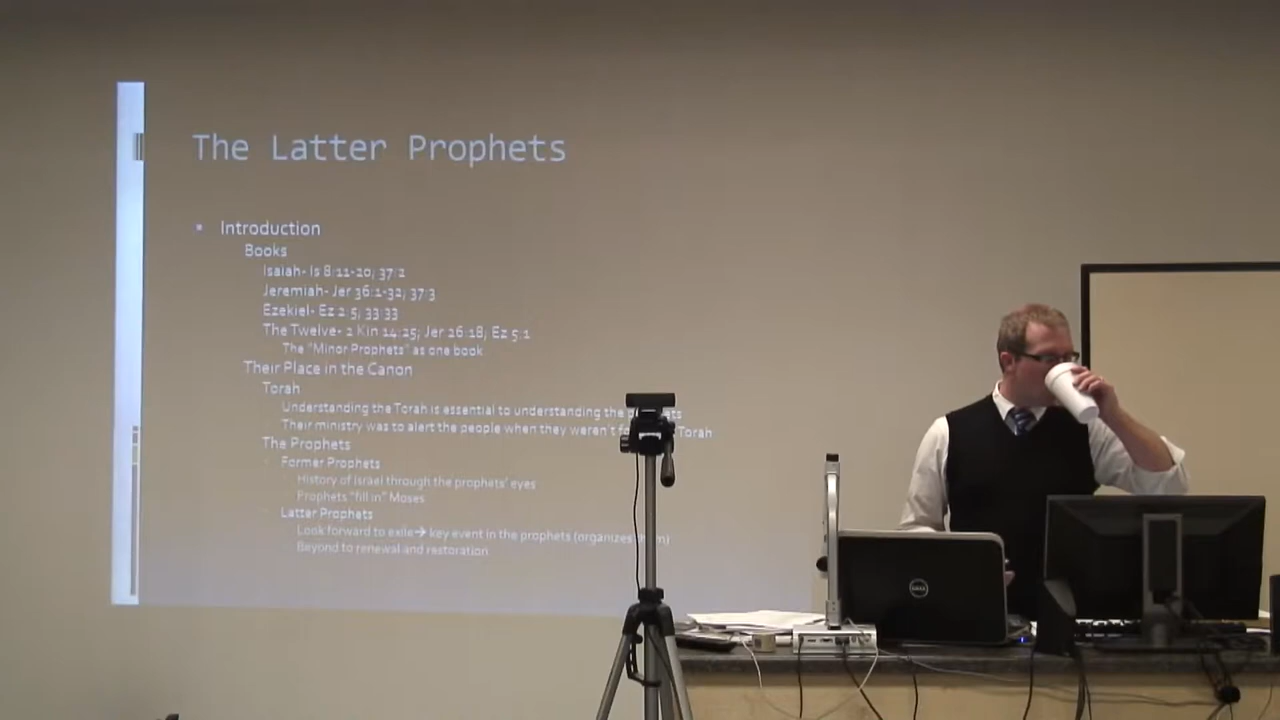 The Latter Prophets
Introduction
Books
Isaiah- Is 8:11-20; 37:2
Jeremiah- Jer 36:1-32; 37:3
Ezekiel- Ez 2:5; 33:33
The Twelve- 2 Kin 14:25; Jer 26:18; Ez 5:1
The "Minor Prophets" as one book
Their Place in the Canon
Torah
Understanding the Torah is essential to understanding the
Their ministry was to alert the people when they weren't Torah
The Prophets
Former Prophets
History of Israel through the prophets' eyes
Prophets "fill in" Moses
Latter Prophets
Look forward to exile→ key event in the prophets (organizes
Beyond to renewal and restoration
DELL